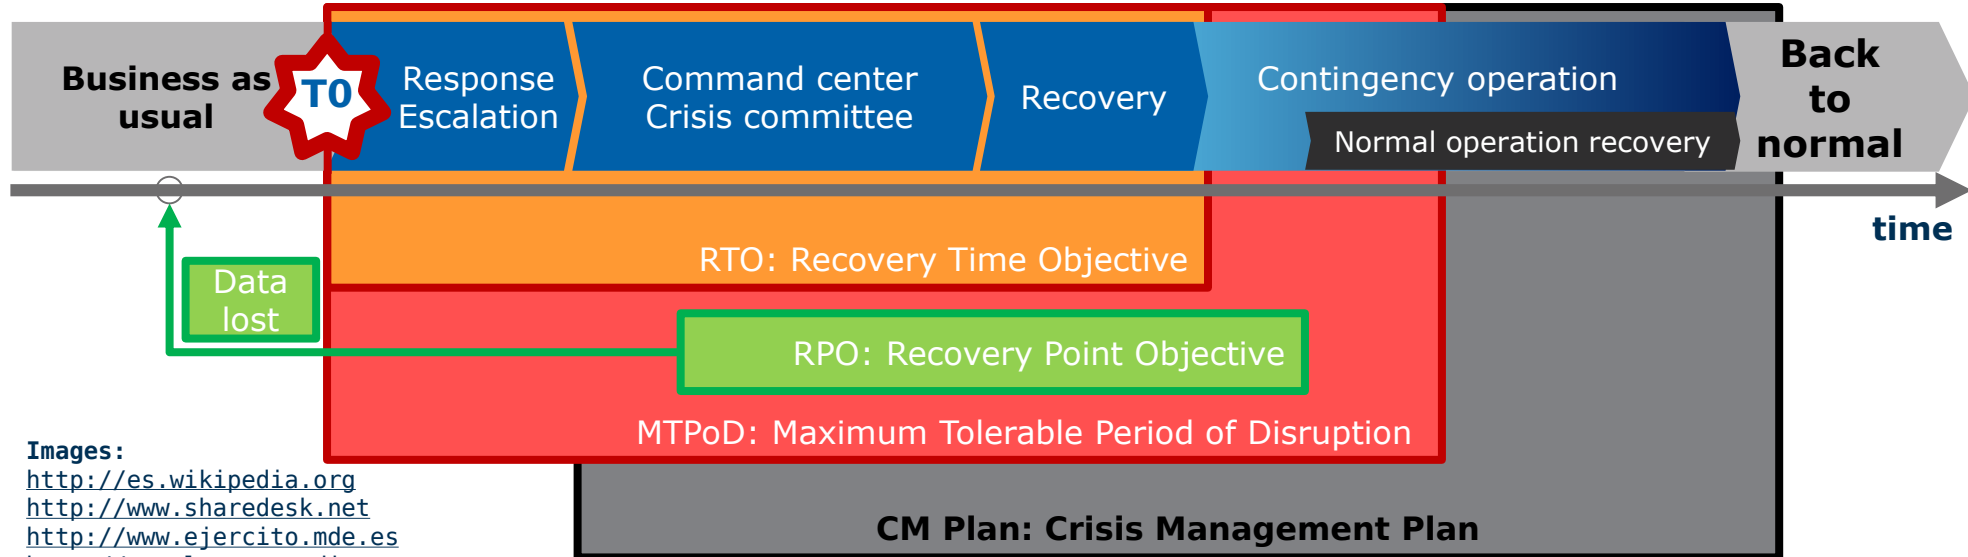 Business as
usual
T0
Response
Escalation
Command center
Crisis committee
Recovery
Contingency operation
Normal operation recovery
Back
to
normal
time
RTO: Recovery Time Objective
Data
lost
RPO: Recovery Point Objective
MTPoD: Maximum Tolerable Period of Disruption
CM Plan: Crisis Management Plan
Images:
http://es.wikipedia.org
http://www.sharedesk.net
http://www.ejercito.mde.es